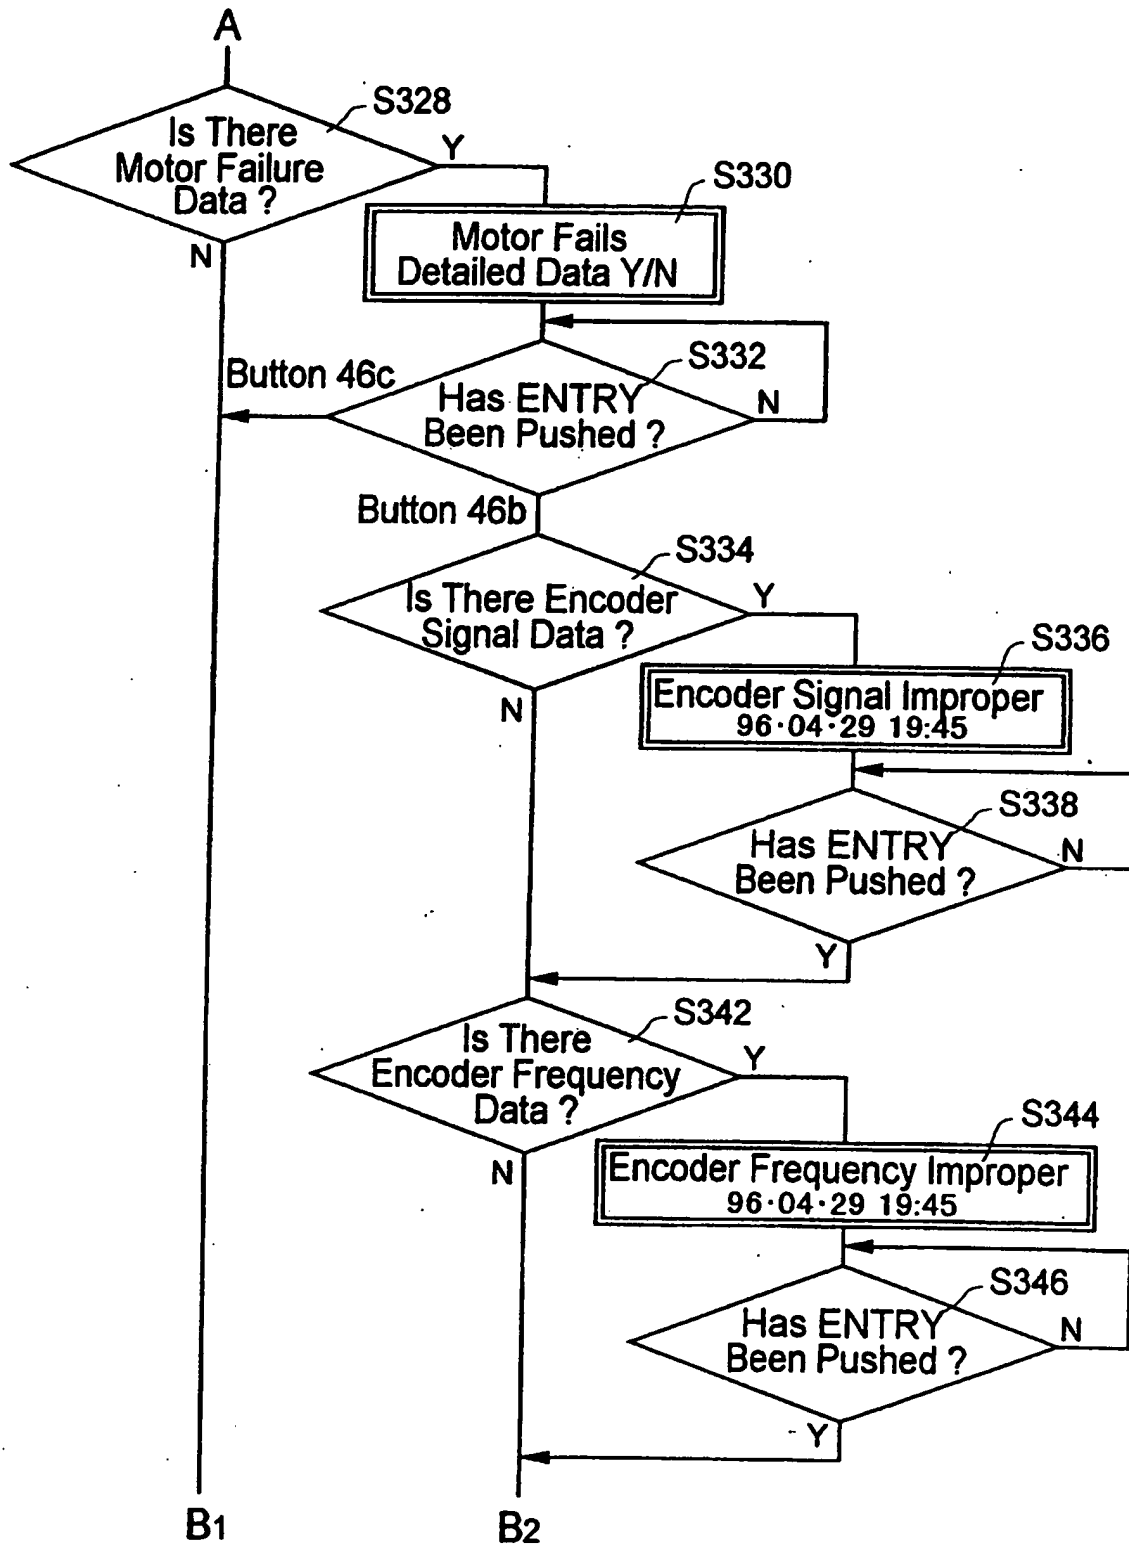 A
S328
Is There
Motor Failure
Data ?
Y
N
S330
Motor Fails
Detailed Data Y/N
Button 46c
S332
Has ENTRY
Been Pushed ?
N
Button 46b
S334
Is There Encoder
Signal Data ?
Y
N
S336
Encoder Signal Improper
96·04·29 19:45
S338
Has ENTRY
Been Pushed ?
N
Y
S342
Is There
Encoder Frequency
Data ?
Y
N
S344
Encoder Frequency Improper
96·04·29 19:45
S346
Has ENTRY
Been Pushed ?
N
Y
B1
B2